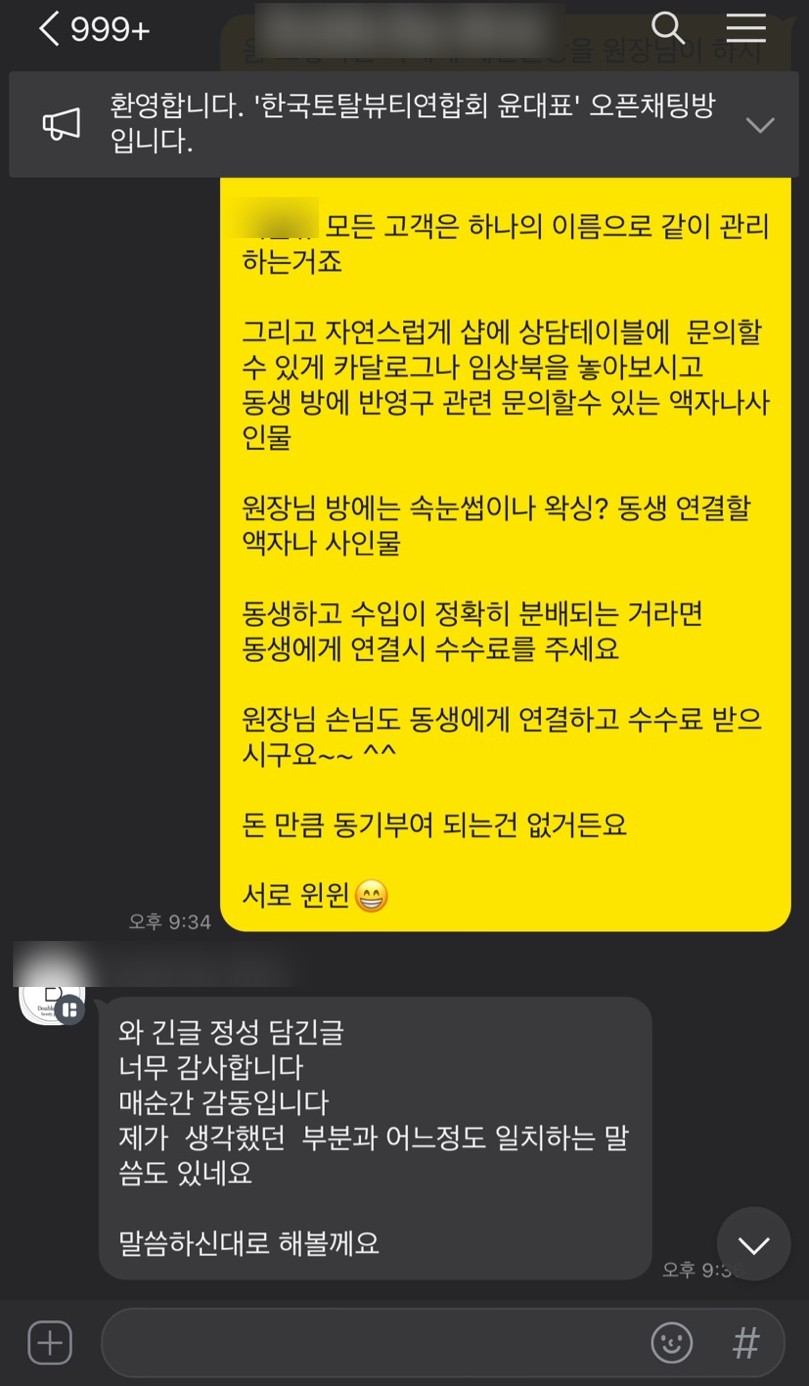 999+
환영합니다. '한국토탈뷰티연합회 윤대표' 오픈채팅방
입니다.
모든 고객은 하나의 이름으로 같이 관리
하는거죠
그리고 자연스럽게 샵에 상담테이블에 문의할
수 있게 카달로그나 임상북을 놓아보시고
동생 방에 반영구 관련 문의할수 있는 액자나사
인물
원장님 방에는 속눈썹이나 왁싱? 동생 연결할
액자나 사인물
동생하고 수입이 정확히 분배되는 거라면
동생에게 연결시 수수료를 주세요
원장님 손님도 동생에게 연결하고 수수료 받으
시구요~~ ^^
돈 만큼 동기부여 되는건 없거든요
서로 윈윈😁
오후 9:34
와 긴글 정성 담긴글
너무 감사합니다
매순간 감동입니다
제가 생각했던 부분과 어느정도 일치하는 말
씀도 있네요
말씀하신대로 해볼께요
오후
#